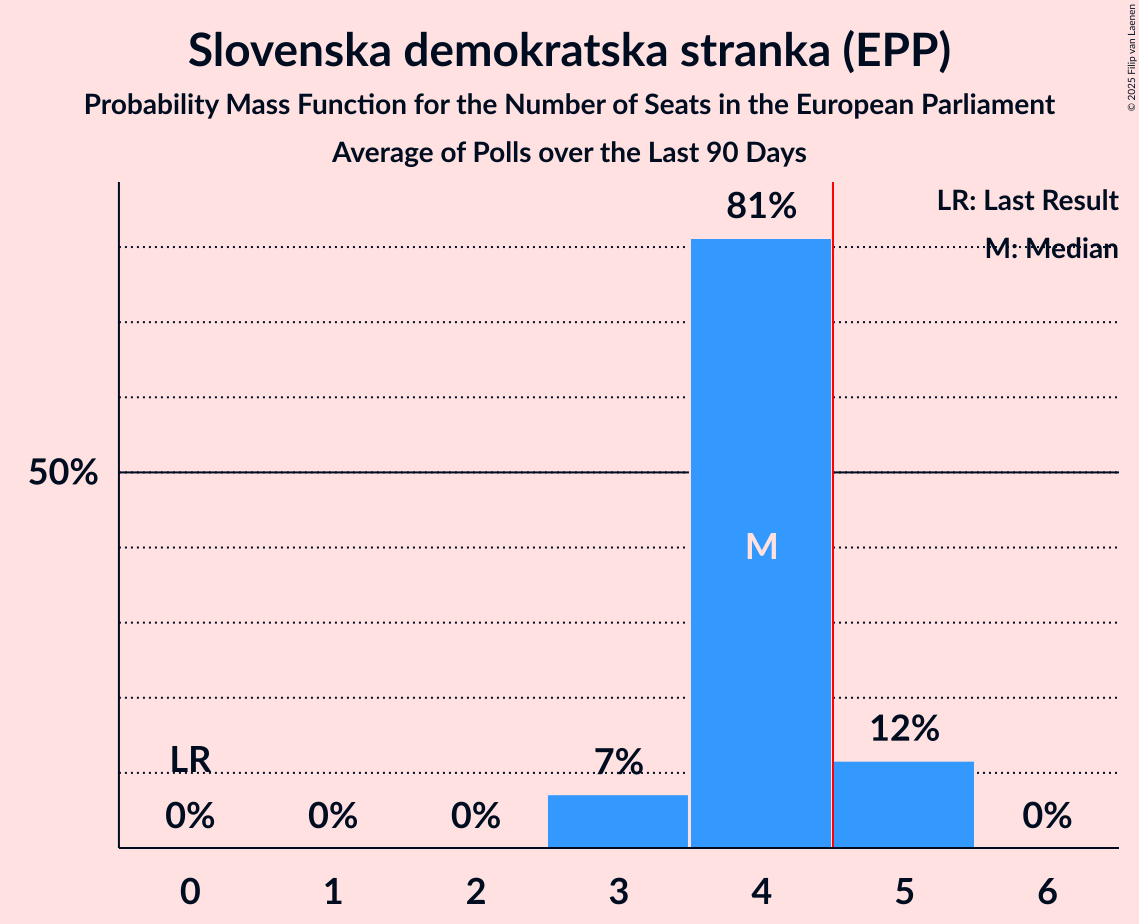 Slovenska demokratska stranka (EPP)
Probability Mass Function for the Number of Seats in the European Parliament
Average of Polls over the Last 90 Days
© 2025 Filip van Laenen
LR: Last Result
M: Median
81%
50%
M
12%
LR
7%
0%
0%
0%
0%
0
1
2
3
4
5
6